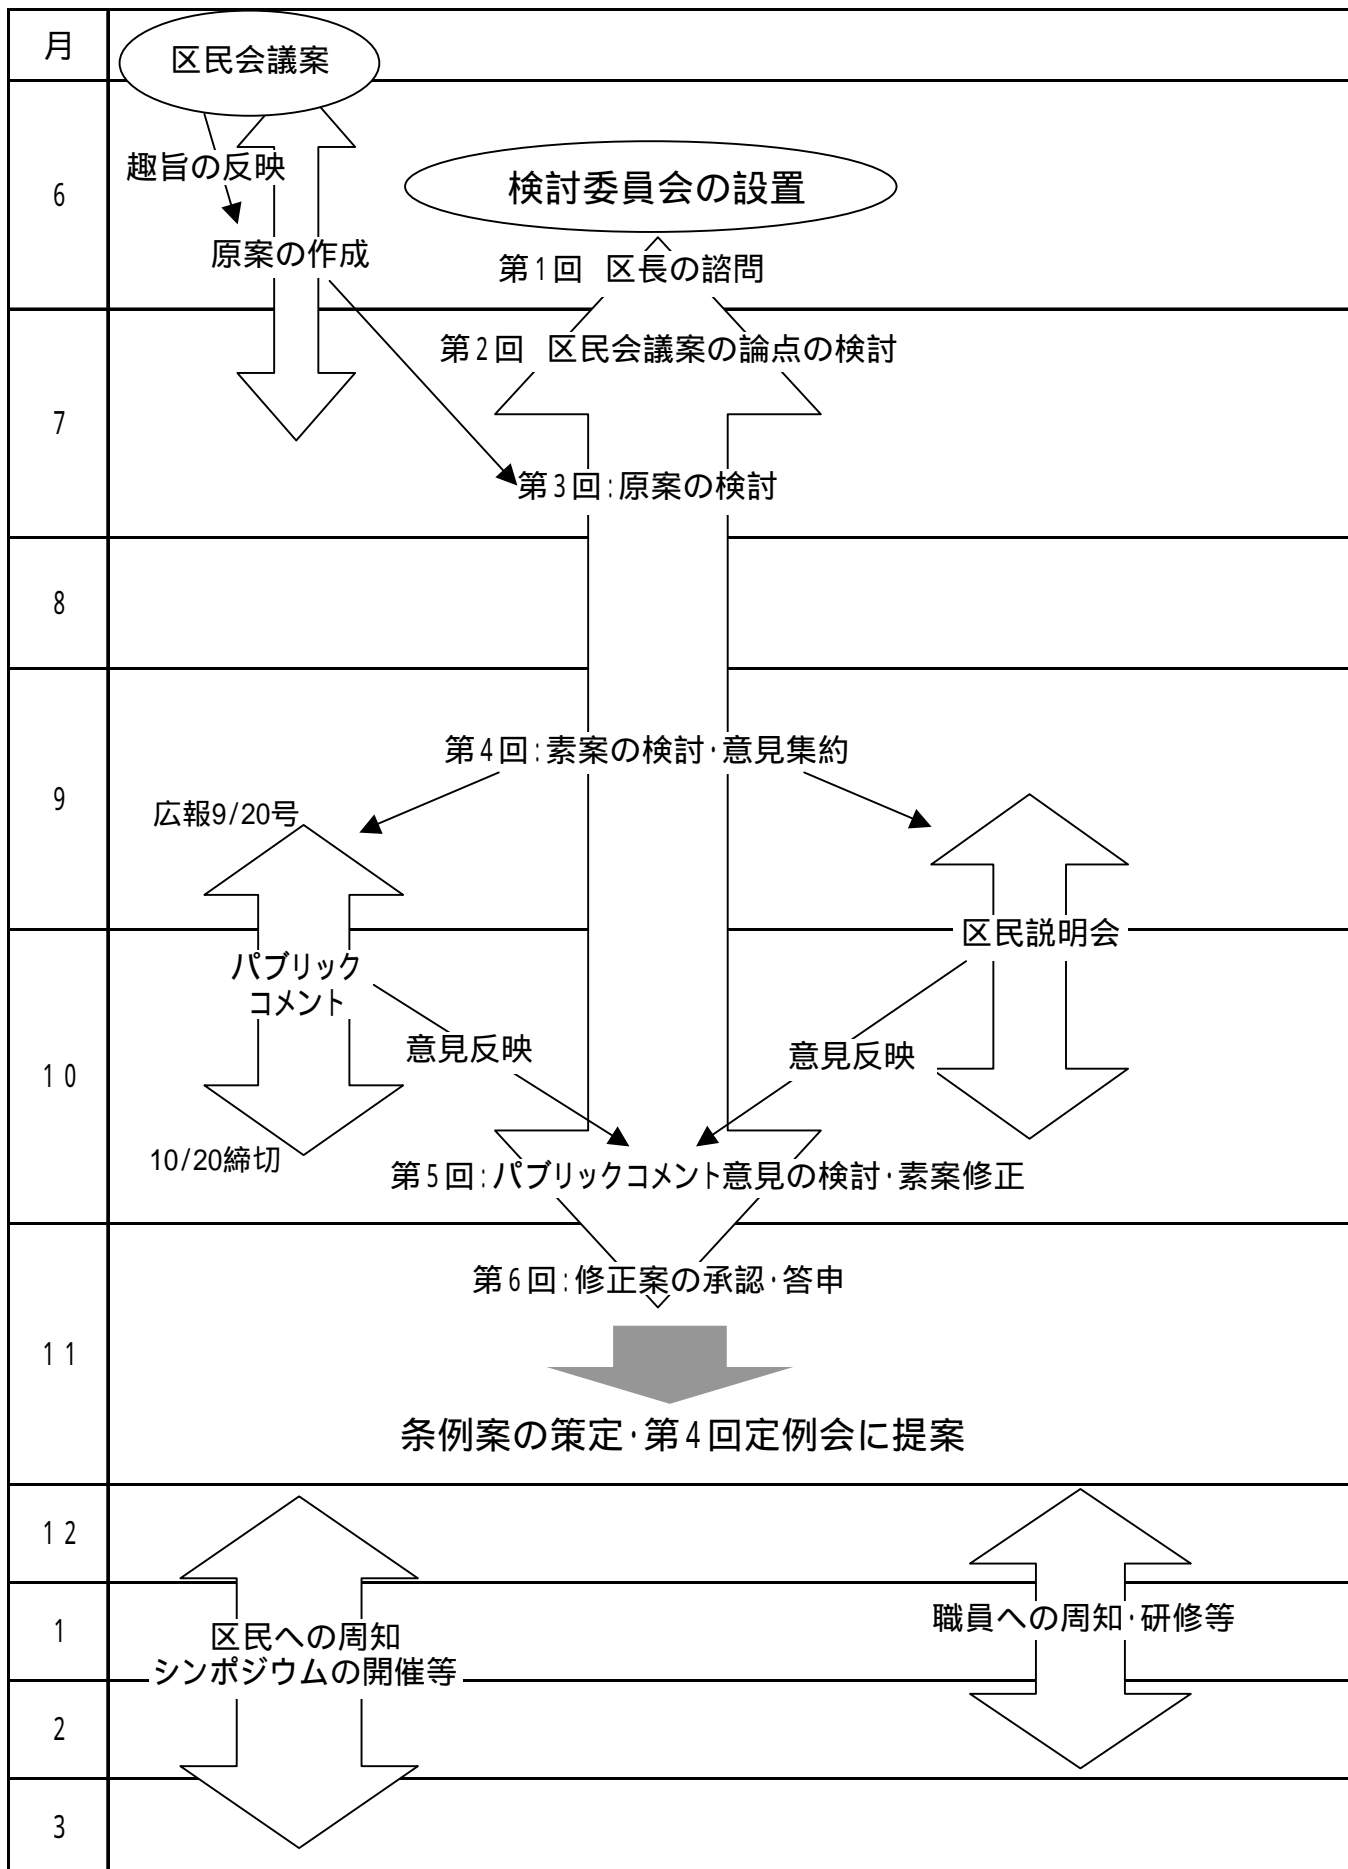 月
区民会議案
6
趣旨の反映
検討委員会の設置
原案の作成
第1回 区長の諮問
7
第2回 区民会議案の論点の検討
第3回:原案の検討
8
9
第4回:素案の検討・意見集約
広報9/20号
区民説明会
パブリック
コメント
10
意見反映
意見反映
10/20締切
第5回:パブリックコメント意見の検討・素案修正
11
第6回:修正案の承認・答申
条例案の策定・第4回定例会に提案
12
1
職員への周知・研修等
区民への周知
シンポジウムの開催等
2
3